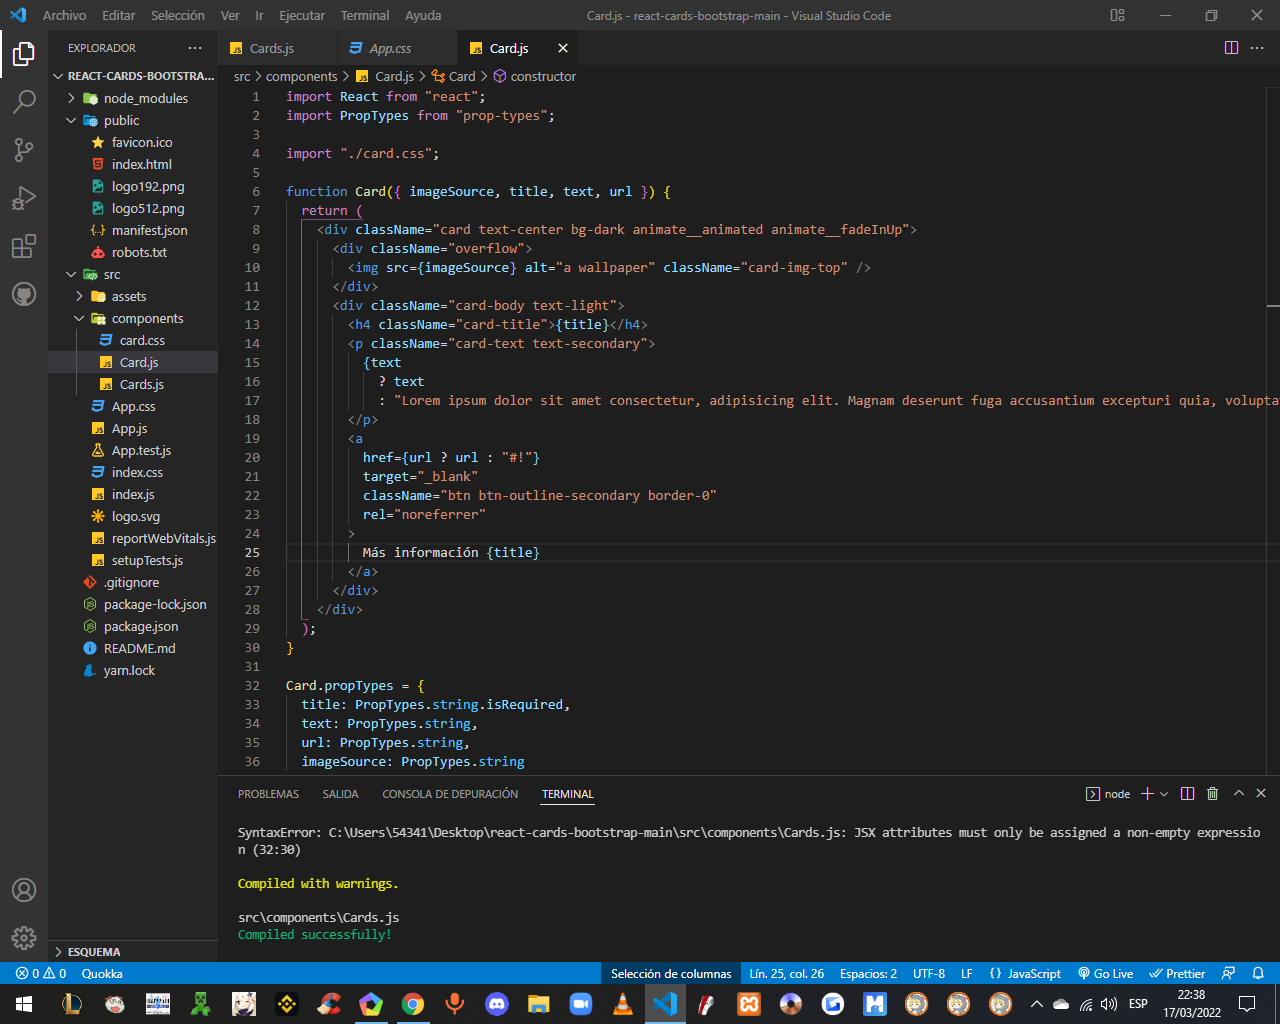 Archivo Editar Selección Ver Ir Ejecutar Terminal Ayuda Card.js - react-cards-bootstrap-main - Visual Studio Code
EXPLORADOR
REACT-CARDS-BOOTSTRA...
node_modules
public
favicon.ico
index.html
logo192.png
logo512.png
manifest.json
robots.txt
src
assets
components
card.css
Card.js
Cards.js
App.css
App.js
App.test.js
index.css
index.js
logo.svg
reportWebVitals.js
setupTests.js
.gitignore
package-lock.json
package.json
README.md
yarn.lock
ESQUEMA
Cards.js App.css Card.js
src > components > Card.js > Card > constructor
1 import React from "react";
2 import PropTypes from "prop-types";
3
4 import "./card.css";
5
6 function Card({ imageSource, title, text, url }) {
7 return (
8 <div className="card text-center bg-dark animate__animated animate__fadeInUp">
9 <div className="overflow">
10 <img src={imageSource} alt="a wallpaper" className="card-img-top" />
11 </div>
12 <div className="card-body text-light">
13 <h4 className="card-title">{title}</h4>
14 <p className="card-text text-secondary">
15 {text
16 ? text
17 : "Lorem ipsum dolor sit amet consectetur, adipisicing elit. Magnam deserunt fuga accusantium excepturi quia, volupta
18 </p>
19 <a
20 href={url ? url : "#!"}
21 target="_blank"
22 className="btn btn-outline-secondary border-0"
23 rel="noreferrer"
24 >
25 Más información {title}
26 </a>
27 </div>
28 </div>
29 );
30 }
31
32 Card.propTypes = {
33 title: PropTypes.string.isRequired,
34 text: PropTypes.string,
35 url: PropTypes.string,
36 imageSource: PropTypes.string
PROBLEMAS SALIDA CONSOLA DE DEPURACIÓN TERMINAL node
SyntaxError: C:\Users\54341\Desktop\react-cards-bootstrap-main\src\components\Cards.js: JSX attributes must only be assigned a non-empty expressio
n (32:30)
Compiled with warnings.
src\components\Cards.js
Compiled successfully!
0 0 Quokka Selección de columnas Lín. 25, col. 26 Espacios: 2 UTF-8 LF {} JavaScript Go Live Prettier
ESP 22:38
17/03/2022